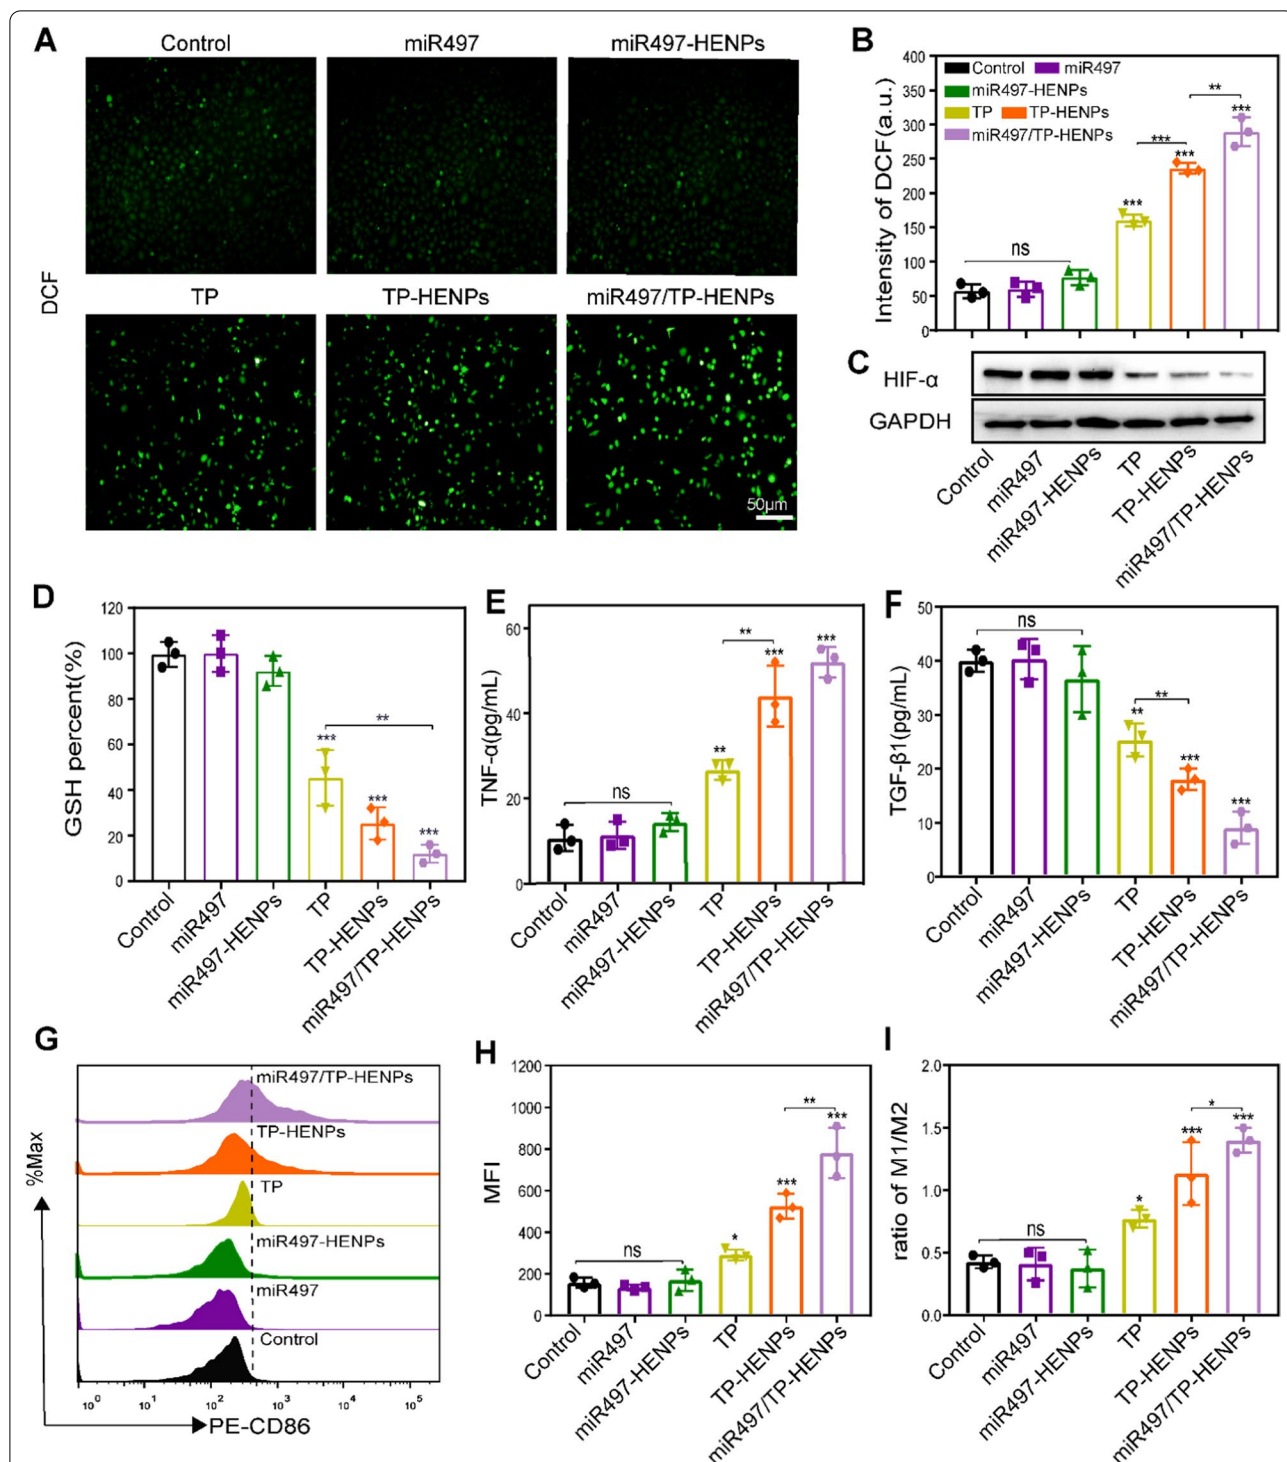 A
Control
miR497
miR497-HENPs
DCF
TP
TP-HENPs
miR497/TP-HENPs
50μm
B
Intensity of DCF(a.u.)
400
350
300
250
200
150
100
50
0
Control
miR497
miR497-HENPs
TP
TP-HENPs
miR497/TP-HENPs
ns
***
***
***
**
***
C
HIF-α
GAPDH
Control
miR497
miR497-HENPs
TP
TP-HENPs
miR497/TP-HENPs
D
GSH percent(%)
120
100
80
60
40
20
0
***
***
**
***
Control
miR497
miR497-HENPs
TP
TP-HENPs
miR497/TP-HENPs
E
TNF-α(pg/mL)
60
40
20
0
ns
**
**
***
***
Control
miR497
miR497-HENPs
TP
TP-HENPs
miR497/TP-HENPs
F
TGF-β1(pg/mL)
50
40
30
20
10
0
ns
**
**
***
***
Control
miR497
miR497-HENPs
TP
TP-HENPs
miR497/TP-HENPs
G
%Max
miR497/TP-HENPs
TP-HENPs
TP
miR497-HENPs
miR497
Control
10⁰
10¹
10²
10³
10⁴
10⁵
PE-CD86
H
MFI
1200
1000
800
600
400
200
0
ns
*
***
**
***
Control
miR497
miR497-HENPs
TP
TP-HENPs
miR497/TP-HENPs
I
ratio of M1/M2
2.0
1.5
1.0
0.5
0.0
ns
*
***
*
***
Control
miR497
miR497-HENPs
TP
TP-HENPs
miR497/TP-HENPs